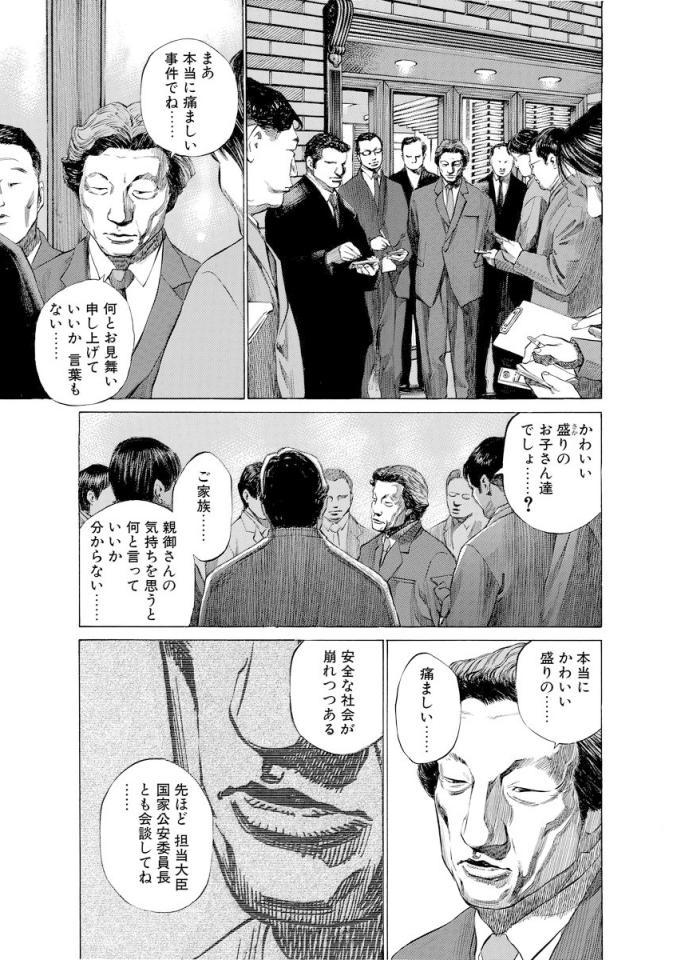 まあ
本当に痛ましい
事件でね……
何とお見舞い
申し上げて
いいか 言葉も
ない……
かわいい
盛りの
お子さん達
でしょ……?
ご家族……
親御さんの
気持ちを思うと
何と言って
いいか
分からない……
本当に
かわいい
盛りの……
痛ましい……
安全な社会が
崩れつつある
先ほど 担当大臣
国家公安委員長
とも会談してね
……